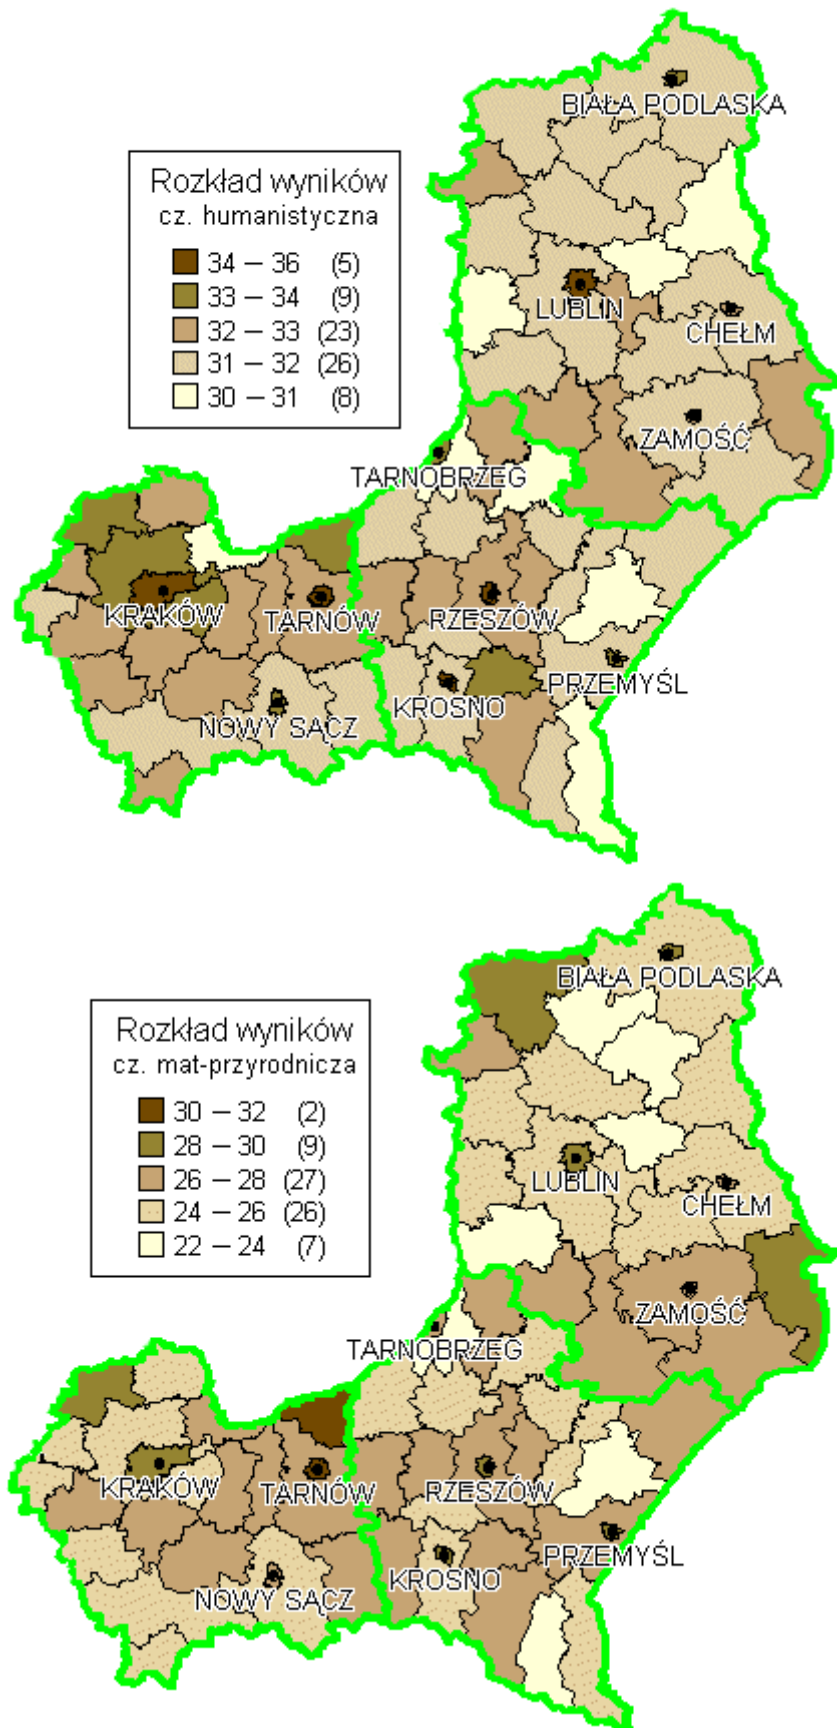 BIAŁA PODLASKA
Rozkład wyników
cz. humanistyczna
34 – 36 (5)
33 – 34 (9)
32 – 33 (23)
31 – 32 (26)
30 – 31 (8)
LUBLIN
CHEŁM
ZAMOŚĆ
TARNOBRZEG
KRAKÓW
TARNÓW
RZESZÓW
PRZEMYŚL
KROSNO
NOWY SĄCZ
BIAŁA PODLASKA
Rozkład wyników
cz. mat-przyrodnicza
30 – 32 (2)
28 – 30 (9)
26 – 28 (27)
24 – 26 (26)
22 – 24 (7)
LUBLIN
CHEŁM
ZAMOŚĆ
TARNOBRZEG
KRAKÓW
TARNÓW
RZESZÓW
PRZEMYŚL
KROSNO
NOWY SĄCZ